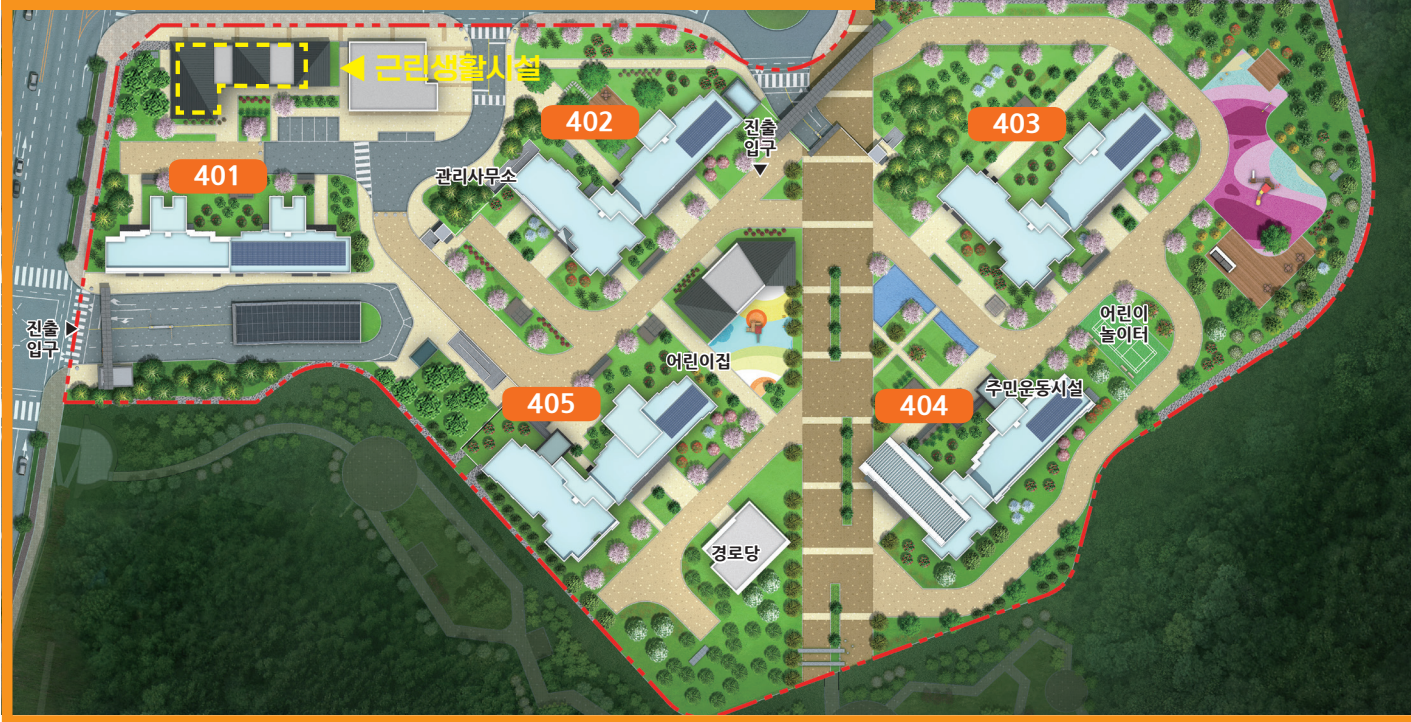 ◀ 근린생활시설
401
402
403
진출
입구
▼
관리사무소
진출 ▶
입구
어린이
놀이터
어린이집
주민운동시설
405
404
경로당